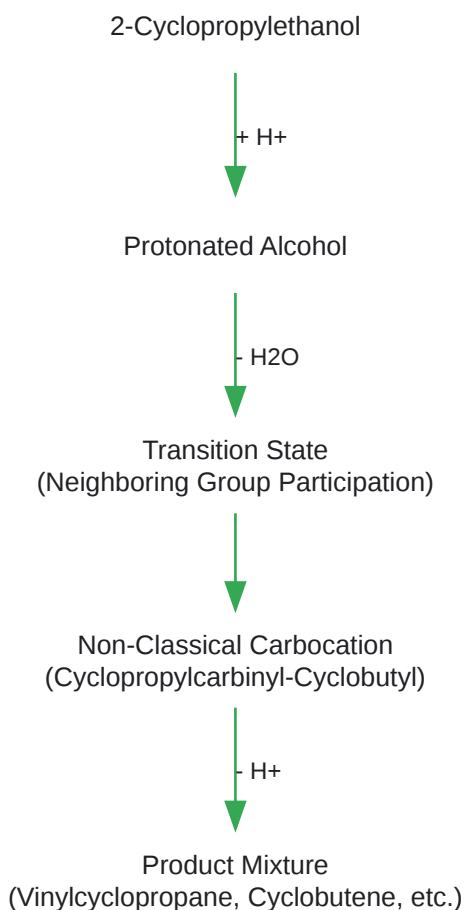 2-Cyclopropylethanol
+ H+
Protonated Alcohol
- H2O
Transition State
(Neighboring Group Participation)
Non-Classical Carbocation
(Cyclopropylcarbinyl-Cyclobutyl)
- H+
Product Mixture
(Vinylcyclopropane, Cyclobutene, etc.)